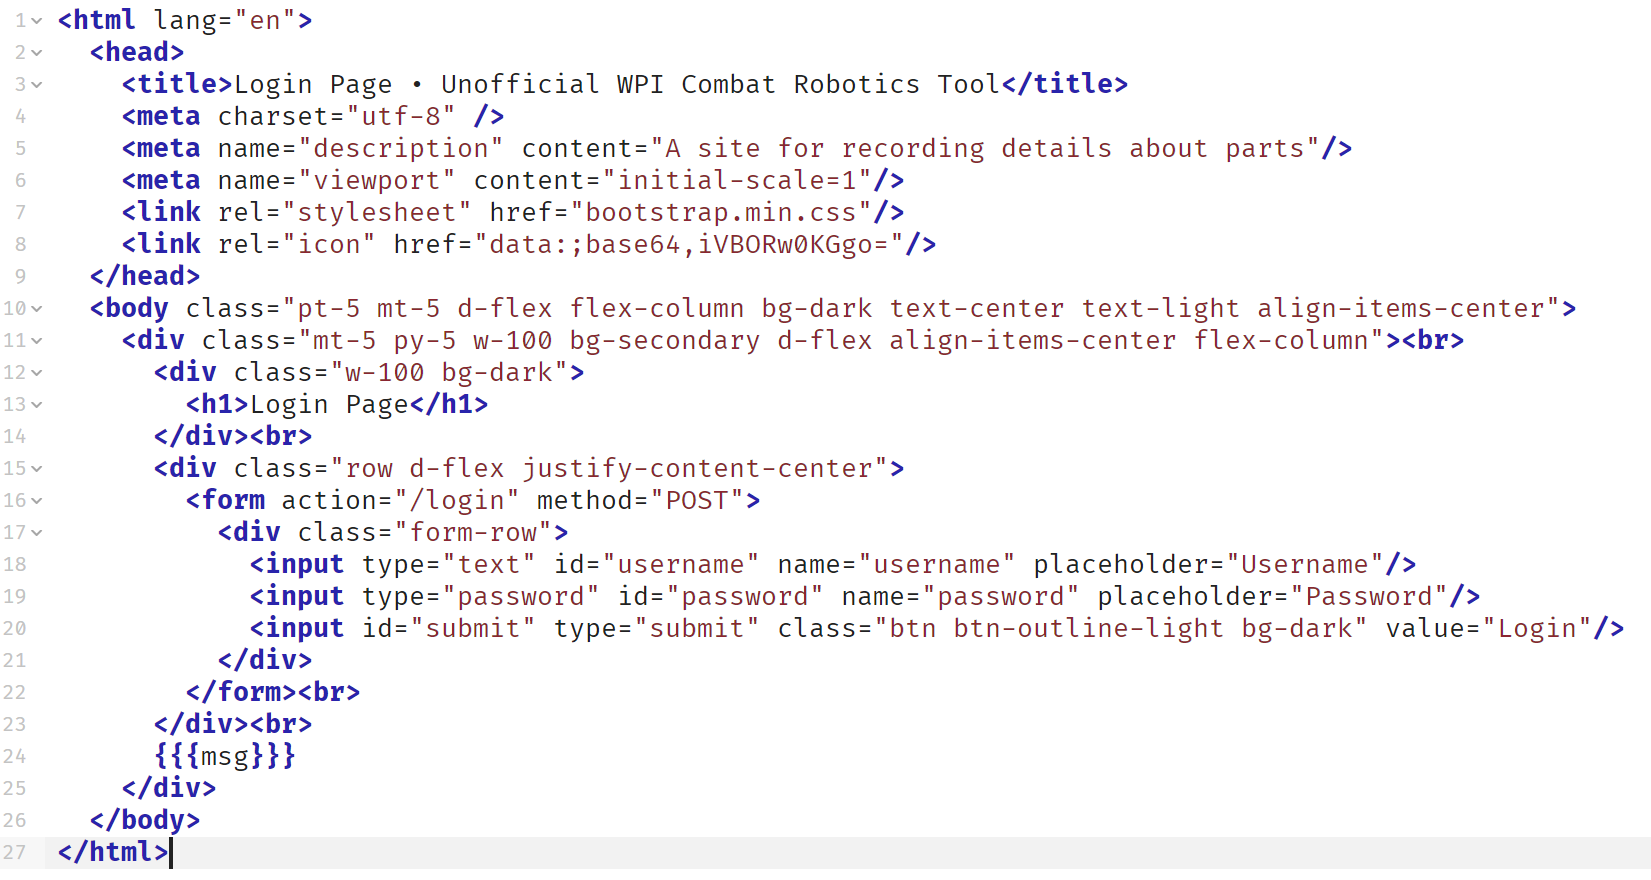 1 <html lang="en">
2   <head>
3     <title>Login Page • Unofficial WPI Combat Robotics Tool</title>
4     <meta charset="utf-8" />
5     <meta name="description" content="A site for recording details about parts"/>
6     <meta name="viewport" content="initial-scale=1"/>
7     <link rel="stylesheet" href="bootstrap.min.css"/>
8     <link rel="icon" href="data:;base64,iVBORw0KGgo="/>
9   </head>
10   <body class="pt-5 mt-5 d-flex flex-column bg-dark text-center text-light align-items-center">
11     <div class="mt-5 py-5 w-100 bg-secondary d-flex align-items-center flex-column"><br>
12       <div class="w-100 bg-dark">
13         <h1>Login Page</h1>
14       </div><br>
15       <div class="row d-flex justify-content-center">
16         <form action="/login" method="POST">
17           <div class="form-row">
18             <input type="text" id="username" name="username" placeholder="Username"/>
19             <input type="password" id="password" name="password" placeholder="Password"/>
20             <input id="submit" type="submit" class="btn btn-outline-light bg-dark" value="Login"/>
21           </div>
22         </form><br>
23       </div><br>
24       {{{msg}}}
25     </div>
26   </body>
27 </html>